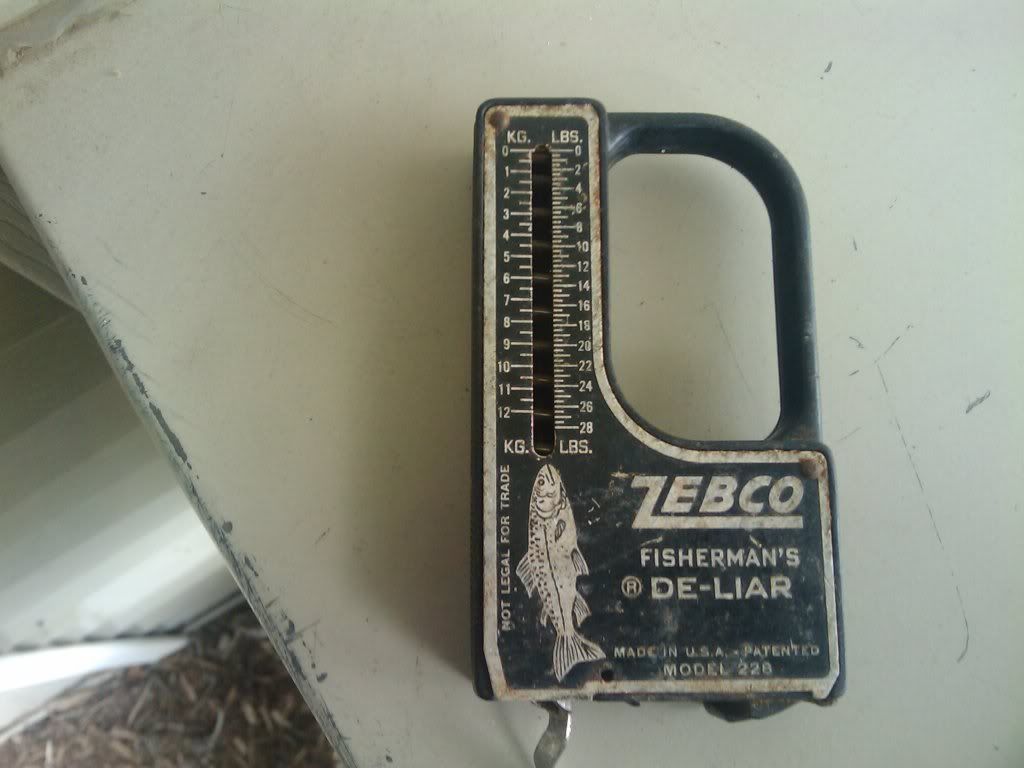 KG. LBS.
0 0
1 2
2 4
3 6
4 8
5 10
6 12
7 14
8 16
9 18
10 20
11 22
12 24
26
28
KG. LBS.
NOT LEGAL FOR TRADE
ZEBCO
FISHERMAN'S
® DE-LIAR
MADE IN U.S.A. - PATENTED
MODEL 228